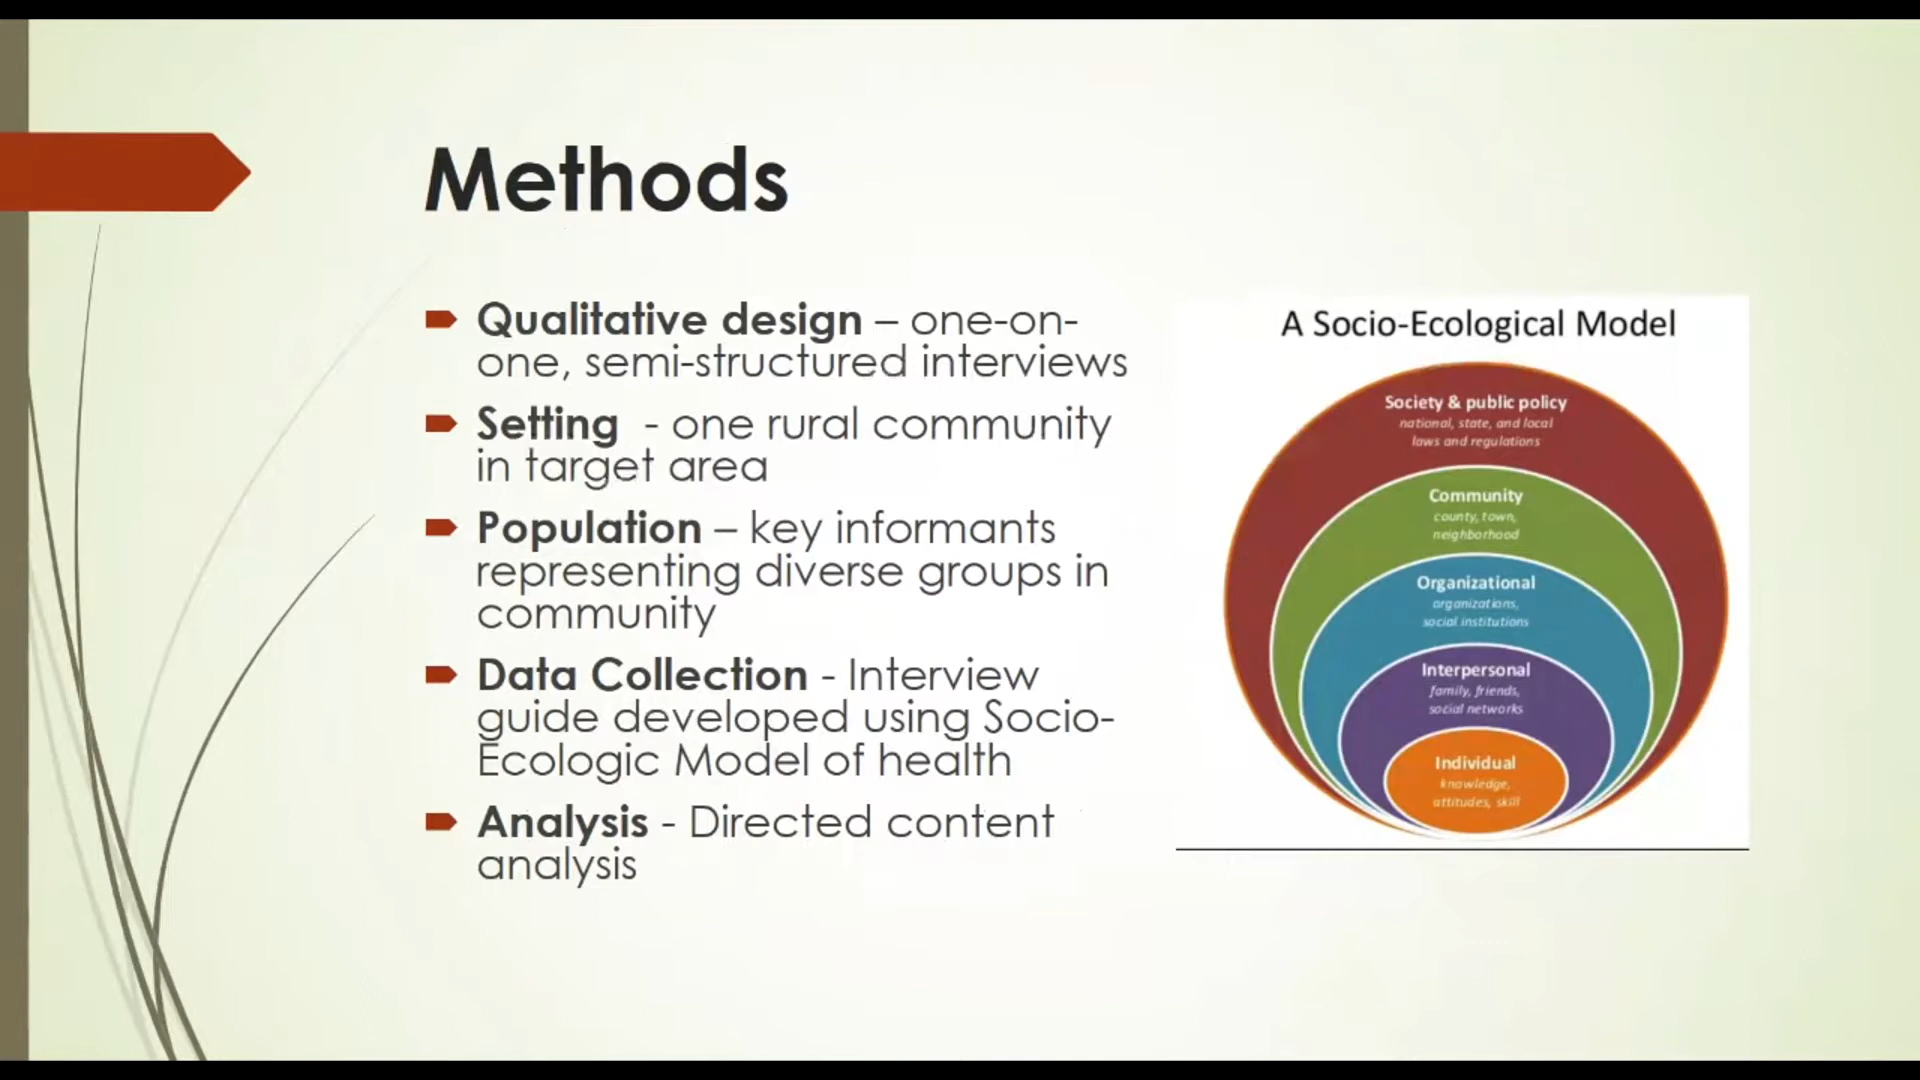 Methods
Qualitative design – one-on-
one, semi-structured interviews
Setting  - one rural community
in target area
Population – key informants
representing diverse groups in
community
Data Collection - Interview
guide developed using Socio-
Ecologic Model of health
Analysis - Directed content
analysis
A Socio-Ecological Model
Society & public policy
national, state, and local
laws and regulations
Community
county, town,
neighborhood
Organizational
organizations,
social institutions
Interpersonal
family, friends,
social networks
Individual
knowledge,
attitudes, skill